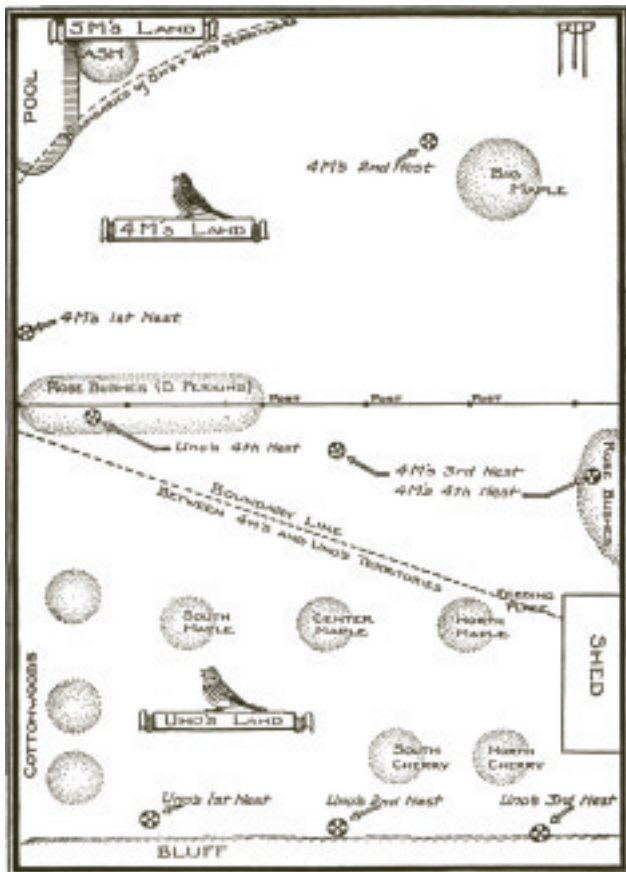 5M's LAND
ASH
POOL
BOUNDARY of 5M's & 4M's TERRITORIES
4M's 2nd Nest
BIG
MAPLE
4M's LAND
4M's 1st Nest
ROSE BUSHES (D. PERKINS)
POST
POST
POST
Uno's 4th Nest
4M's 3rd Nest
4M's 4th Nest
ROSE BUSHES
BOUNDARY LINE
BETWEEN 4M's AND UNO'S TERRITORIES
FEEDING
PLACE
SOUTH
MAPLE
CENTER
MAPLE
NORTH
MAPLE
SHED
COTTONWOODS
UNO'S LAND
SOUTH
CHERRY
NORTH
CHERRY
Uno's 1st Nest
Uno's 2nd Nest
Uno's 3rd Nest
BLUFF